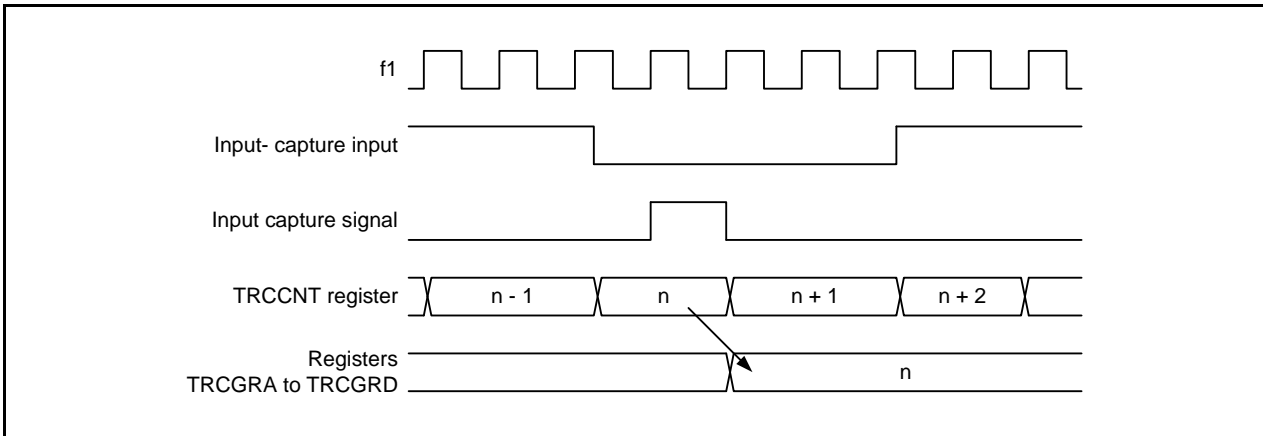 f1
Input- capture input
Input capture signal
TRCCNT register
n - 1
n
n + 1
n + 2
Registers
TRCGRA to TRCGRD
n